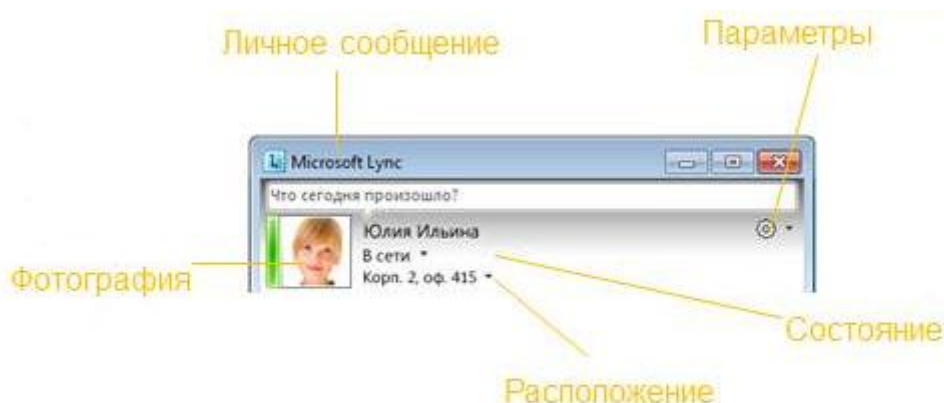 Личное сообщение
Параметры
Microsoft Lync
Что сегодня произошло?
Юлия Ильина
В сети
Корп. 2, оф. 415
Фотография
Состояние
Расположение